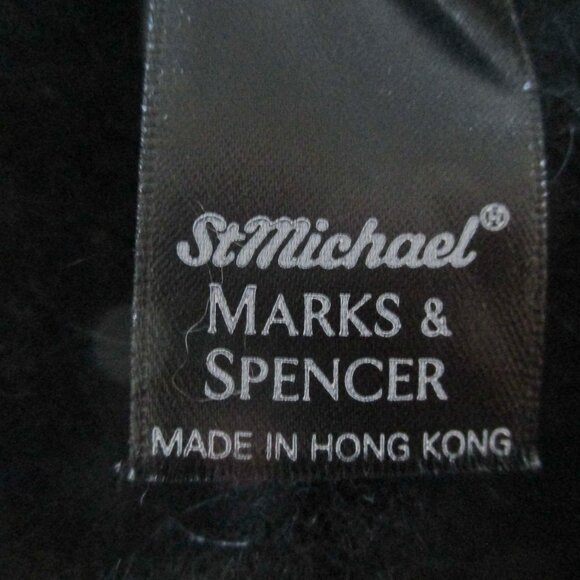 StMichael®
MARKS &
SPENCER
MADE IN HONG KONG